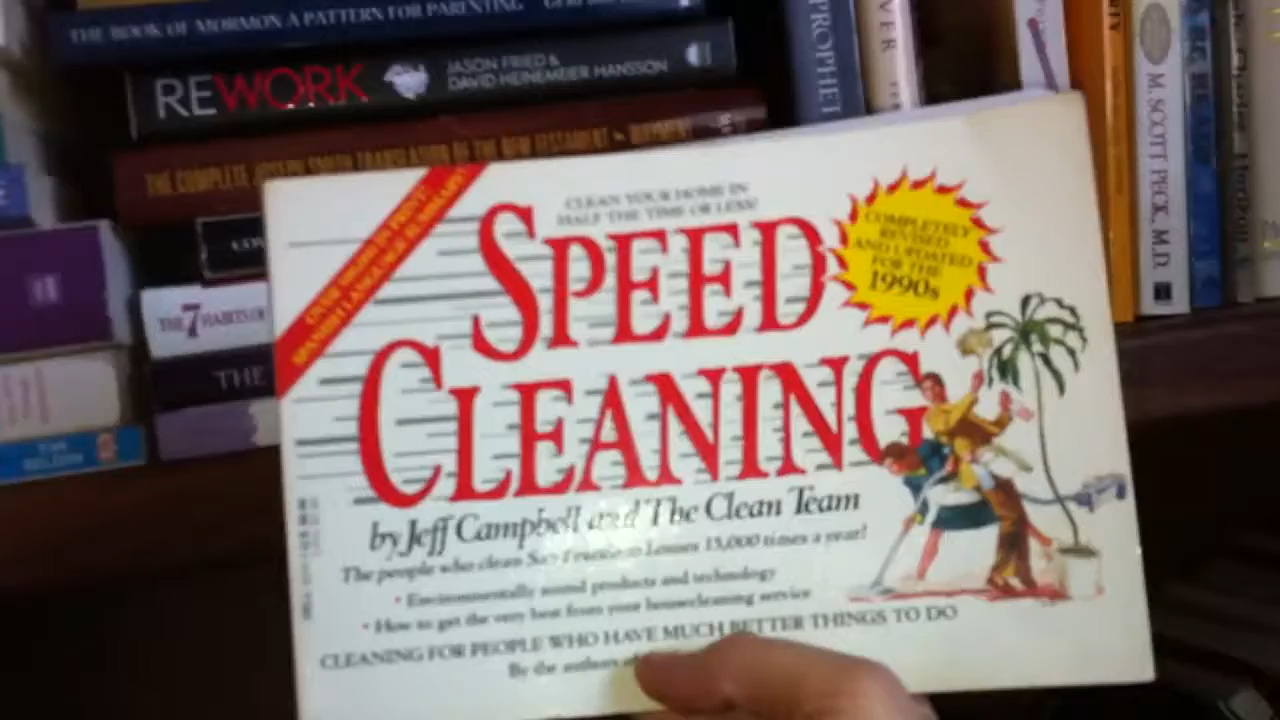 THE BOOK OF MORMON A PATTERN FOR PARENTING
REWORK
JASON FRIED &
DAVID HEINEMEIER HANSSON
THE COMPLETE JOSEPH SMITH TRANSLATION OF THE NEW TESTAMENT
THE 7 HABITS OF
THE
PROPHET
M. SCOTT PECK, M.D.
CLEAN YOUR HOME IN
HALF THE TIME OR LESS!
SPEED
CLEANING
COMPLETELY
REVISED
AND UPDATED
FOR THE
1990s
by Jeff Campbell and The Clean Team
The people who clean San Francisco Homes 15,000 times a year!
• Environmentally sound products and technology
• How to get the very best from your housecleaning service
CLEANING FOR PEOPLE WHO HAVE MUCH BETTER THINGS TO DO
By the authors of